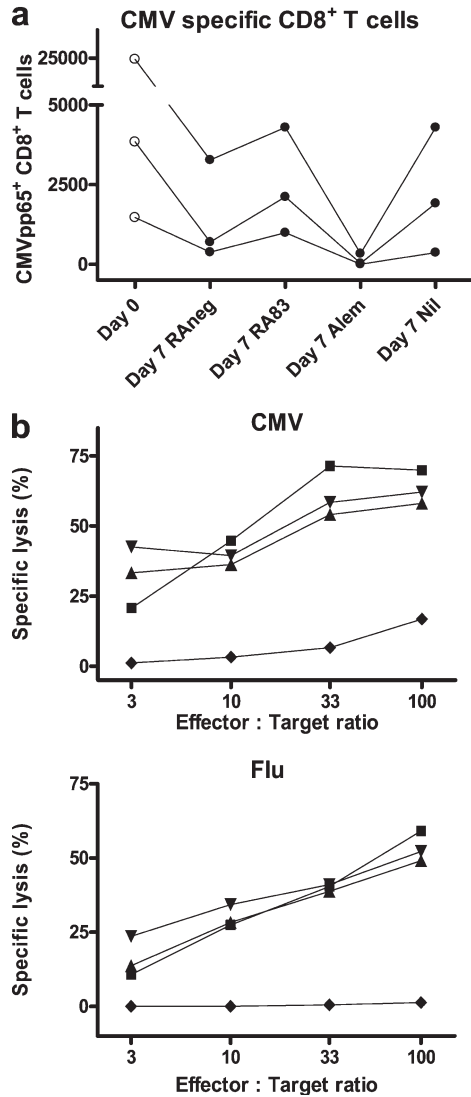 a
CMV specific CD8+ T cells
CMVpp65+ CD8+ T cells
25000
5000
2500
0
Day 0
Day 7 RAneg
Day 7 RA83
Day 7 Alem
Day 7 Nil
b
CMV
Specific lysis (%)
75
50
25
0
3 10 33 100
Effector : Target ratio
Flu
Specific lysis (%)
75
50
25
0
3 10 33 100
Effector : Target ratio